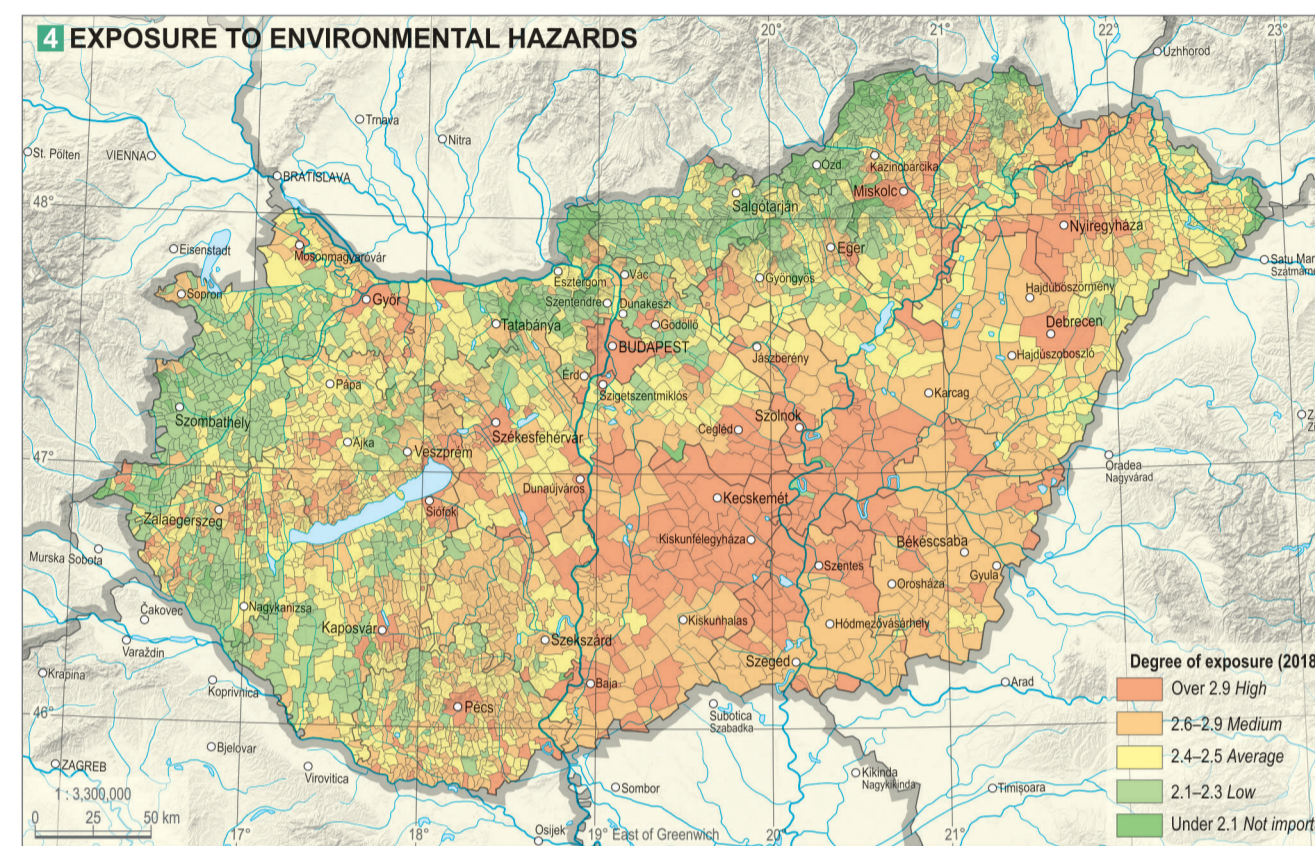 4 EXPOSURE TO ENVIRONMENTAL HAZARDS
20°
21°
22°
23°
Uzhhorod
Trnava
Nitra
St. Pölten
VIENNA
BRATISLAVA
Ózd
Kazincbarcika
Miskolc
48°
Salgótarján
Nyíregyháza
Eisenstadt
Mosonmagyaróvár
Eger
Satu Mar
Szatmárné
Sopron
Győr
Esztergom
Vác
Gyöngyös
Hajdúböszörmény
Szentendre
Dunakeszi
Tatabánya
Gödöllő
Debrecen
BUDAPEST
Jászberény
Hajdúszoboszló
Pápa
Érd
Szigetszentmiklós
Karcag
Szombathely
Cegléd
Szolnok
Székesfehérvár
Ajka
Veszprém
47°
Oradea
Nagyvárad
Dunaújváros
Kecskemét
Siófok
Zalaegerszeg
Kiskunfélegyháza
Békéscsaba
Murska Sobota
Szentes
Gyula
Orosháza
Nagykanizsa
Čakovec
Kaposvár
Kiskunhalas
Hódmezővásárhely
Varaždin
Szekszárd
Szeged
Krapina
Koprivnica
Baja
Arad
Pécs
46°
Subotica
Szabadka
Bjelovar
ZAGREB
Virovitica
Kikinda
Nagykikinda
Sombor
Timişoara
1 : 3,300,000
0 25 50 km
17°
18°
Osijek
19° East of Greenwich
20°
21°
Degree of exposure (2018
Over 2.9 High
2.6–2.9 Medium
2.4–2.5 Average
2.1–2.3 Low
Under 2.1 Not import